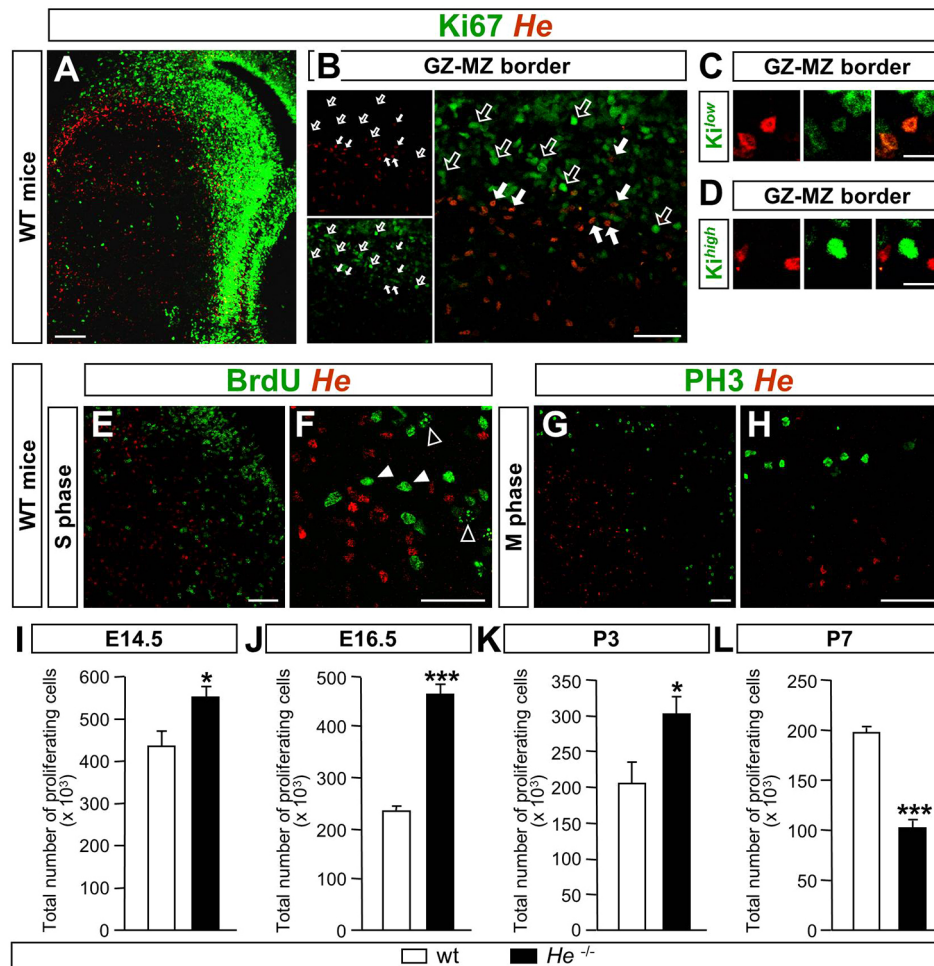 Ki67 He
WT mice
A
B
GZ-MZ border
C
GZ-MZ border
Ki low
D
GZ-MZ border
Ki high
BrdU He
PH3 He
WT mice
S phase
E
F
M phase
G
H
I
E14.5
J
E16.5
K
P3
L
P7
Total number of proliferating cells
(x 10³)
600
500
400
300
200
100
0
*
Total number of proliferating cells
(x 10³)
500
400
300
200
100
0
***
Total number of proliferating cells
(x 10³)
350
300
250
200
150
100
50
0
*
Total number of proliferating cells
(x 10³)
250
200
150
100
50
0
***
wt
He -/-